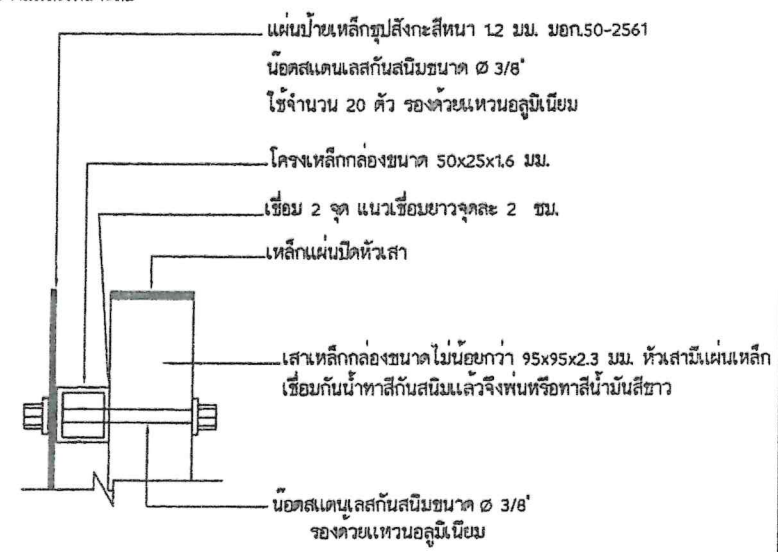 แผ่นป้ายเหล็กชุปสังกะสีหนา 1.2 มม. มอก.50-2561
น๊อตสแตนเลสกันสนิมขนาด Ø 3/8"
ใช้จำนวน 20 ตัว รองด้วยแหวนอลูมิเนียม
โครงเหล็กกล่องขนาด 50x25x1.6 มม.
เชื่อม 2 จุด แนวเชื่อมยาวจุดละ 2 ซม.
เหล็กแผ่นปิดหัวเสา
เสาเหล็กกล่องขนาดไม่น้อยกว่า 95x95x2.3 มม. หัวเสามีแผ่นเหล็ก
เชื่อมกันน้ำทาสีกันสนิมแล้วจึงพ่นหรือทาสีน้ำมันสีขาว
น๊อตสแตนเลสกันสนิมขนาด Ø 3/8"
รองด้วยแหวนอลูมิเนียม